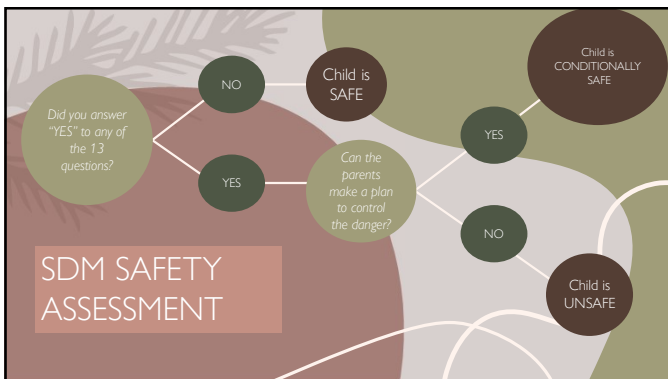 Did you answer
"YES" to any of
the 13
questions?
NO
Child is
SAFE
YES
Can the
parents
make a plan
to control
the danger?
YES
Child is
CONDITIONALLY
SAFE
NO
Child is
UNSAFE
SDM SAFETY
ASSESSMENT